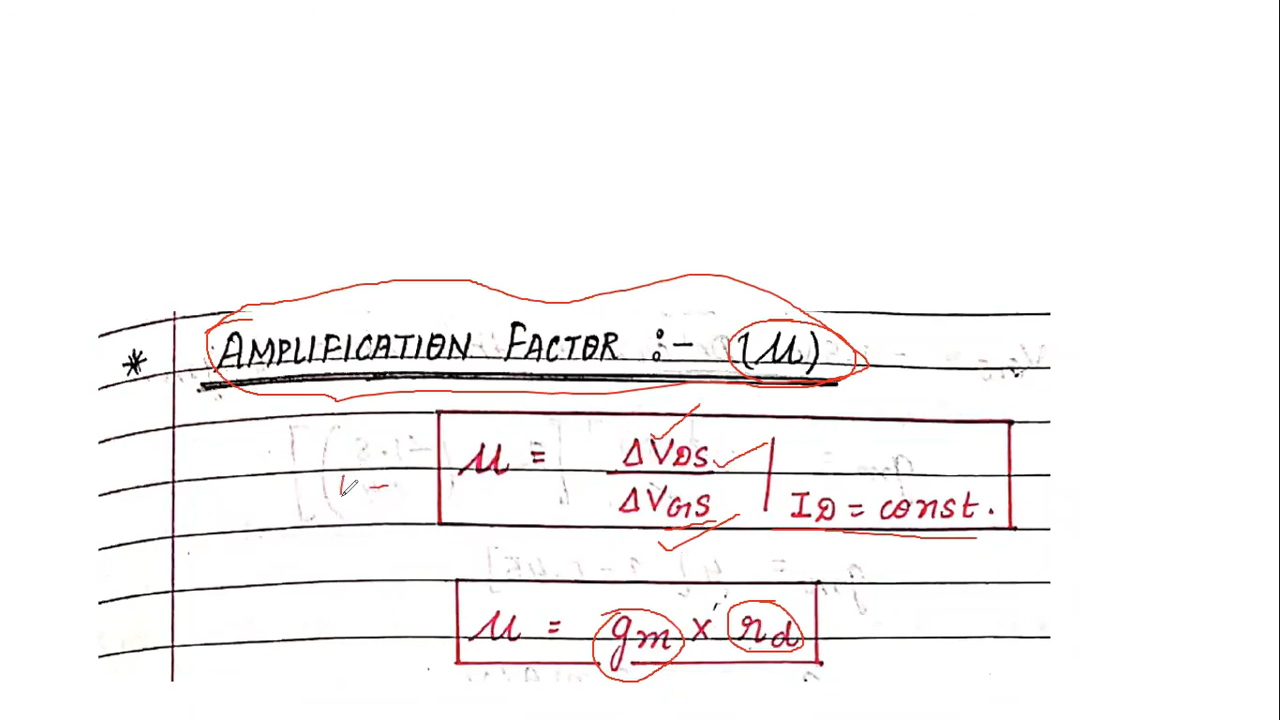 * AMPLIFICATION FACTOR :- (μ)
μ = ΔVDS / ΔVGS | ID = const.
μ = gm × rd